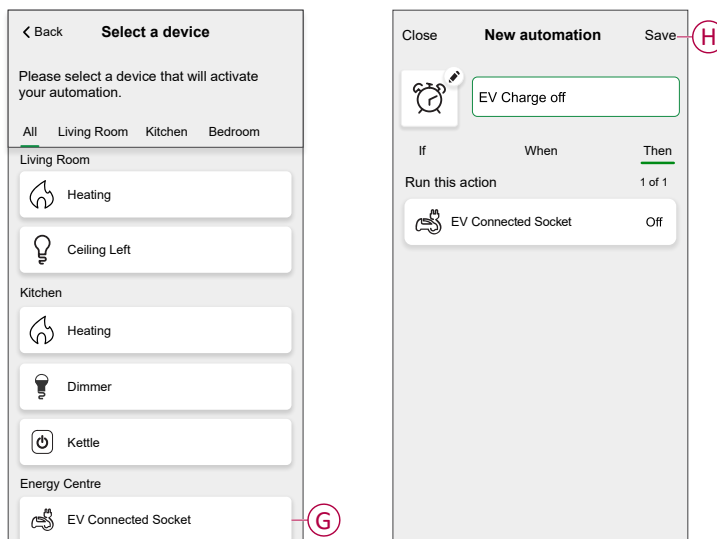 Back Select a device
Please select a device that will activate
your automation.
All Living Room Kitchen Bedroom
Living Room
Heating
Ceiling Left
Kitchen
Heating
Dimmer
Kettle
Energy Centre
EV Connected Socket
G
Close New automation Save
H
EV Charge off
If When Then
Run this action 1 of 1
EV Connected Socket Off